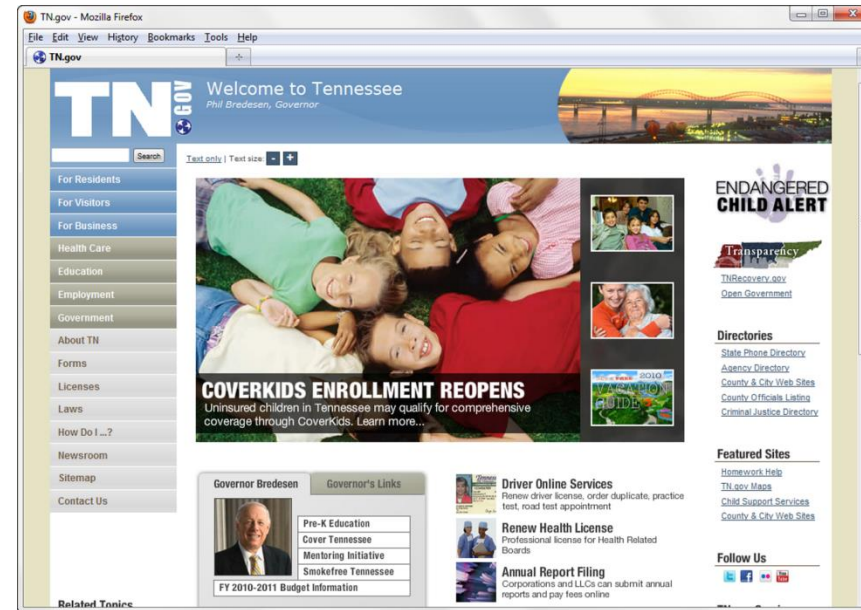 TN.gov - Mozilla Firefox
File Edit View History Bookmarks Tools Help
TN.gov
TN GOV
Welcome to Tennessee
Phil Bredesen, Governor
Search
Text only | Text size: - +
For Residents
For Visitors
For Business
Health Care
Education
Employment
Government
About TN
Forms
Licenses
Laws
How Do I ...?
Newsroom
Sitemap
Contact Us
Related Topics
COVERKIDS ENROLLMENT REOPENS
Uninsured children in Tennessee may qualify for comprehensive
coverage through CoverKids. Learn more...
2010
VACATION
GUIDE
Governor Bredesen
Governor's Links
Pre-K Education
Cover Tennessee
Mentoring Initiative
Smokefree Tennessee
FY 2010-2011 Budget Information
Driver Online Services
Renew driver license, order duplicate, practice
test, road test appointment
Renew Health License
Professional license for Health Related
Boards
Annual Report Filing
Corporations and LLCs can submit annual
reports and pay fees online
ENDANGERED
CHILD ALERT
Transparency
TNRecovery.gov
Open Government
Directories
State Phone Directory
Agency Directory
County & City Web Sites
County Officials Listing
Criminal Justice Directory
Featured Sites
Homework Help
TN.gov Maps
Child Support Services
County & City Web Sites
Follow Us